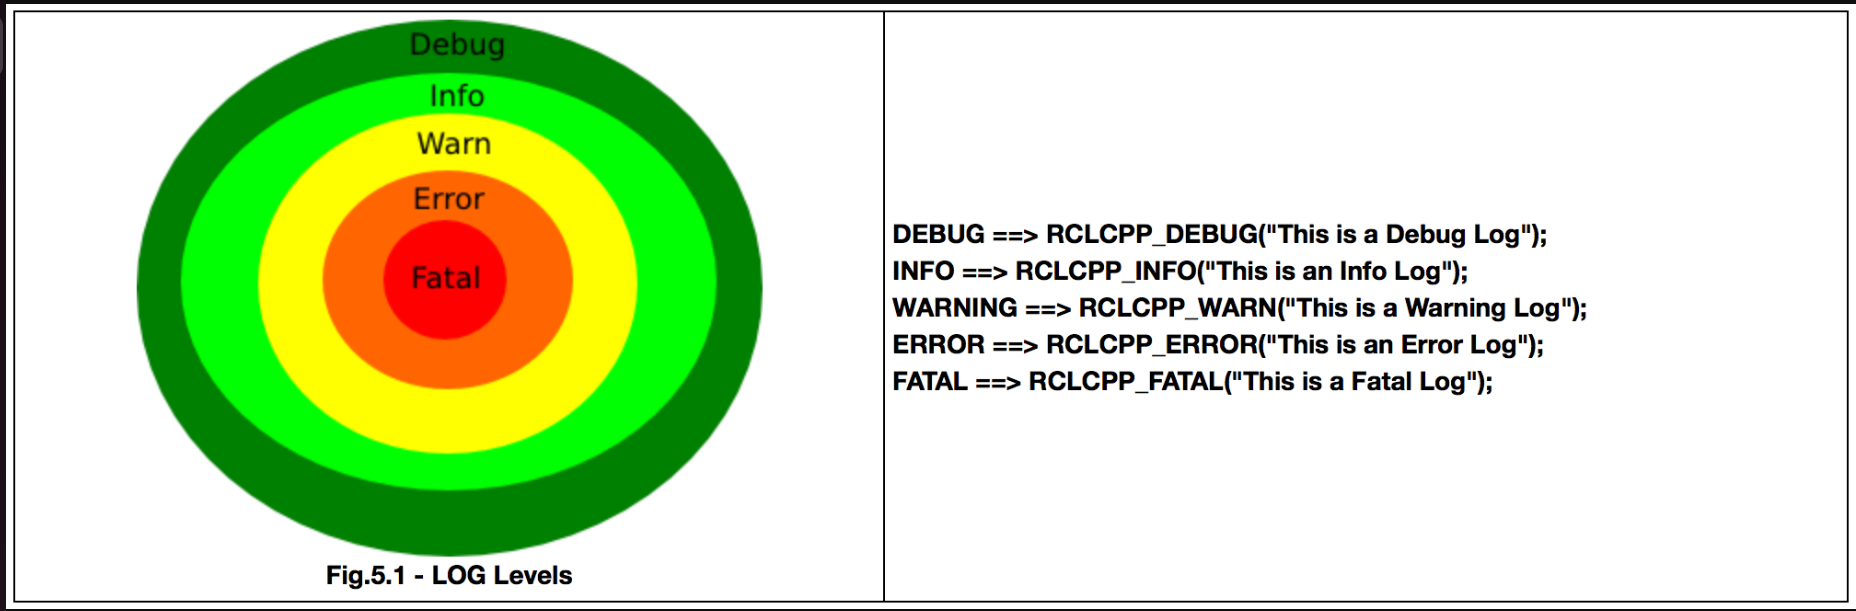 Debug
Info
Warn
Error
Fatal
Fig.5.1 - LOG Levels
DEBUG ==> RCLCPP_DEBUG("This is a Debug Log");
INFO ==> RCLCPP_INFO("This is an Info Log");
WARNING ==> RCLCPP_WARN("This is a Warning Log");
ERROR ==> RCLCPP_ERROR("This is an Error Log");
FATAL ==> RCLCPP_FATAL("This is a Fatal Log");